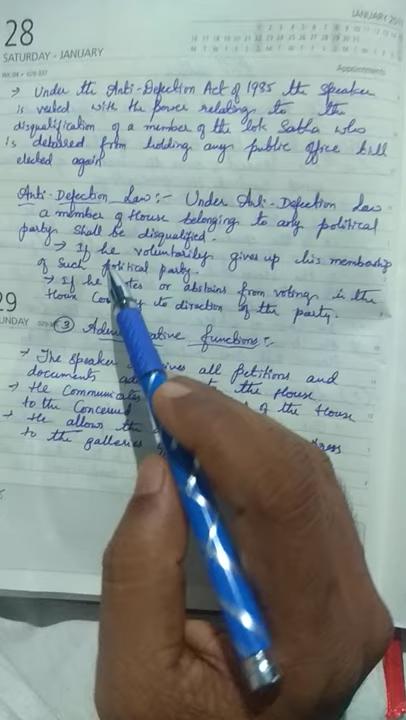 JANUARY
28
SATURDAY - JANUARY
Appointments
→ Under the Anti-Defection Act of 1985 the Speaker
is vested with the power relating to the
disqualification of a member of the lok Sabha who
is debarred from holding any public office till
elected again
Anti-Defection Law:- Under Anti-Defection Law
a member of House belonging to any political
party shall be disqualified.
→ If he voluntarily gives up his membership
of such political party.
→ If he or abstains from voting in the
House to direction of the party.
29
③ functions:-
→ The Speaker all Petitions and
documents to the House
→ He Communicates of the House
to the Concerned
→ He allows the
to the galleries